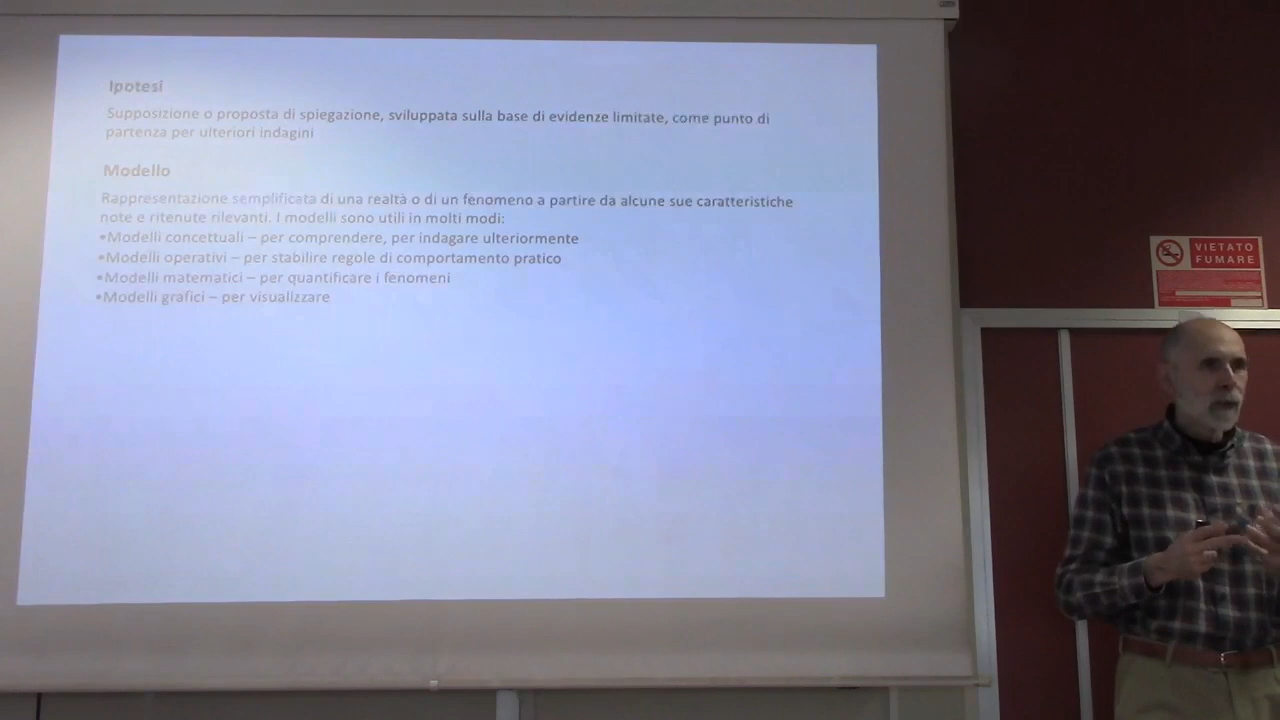 Ipotesi
Supposizione o proposta di spiegazione, sviluppata sulla base di evidenze limitate, come punto di
partenza per ulteriori indagini
Modello
Rappresentazione semplificata di una realtà o di un fenomeno a partire da alcune sue caratteristiche
note e ritenute rilevanti. I modelli sono utili in molti modi:
•Modelli concettuali – per comprendere, per indagare ulteriormente
•Modelli operativi – per stabilire regole di comportamento pratico
•Modelli matematici – per quantificare i fenomeni
•Modelli grafici – per visualizzare
VIETATO
FUMARE